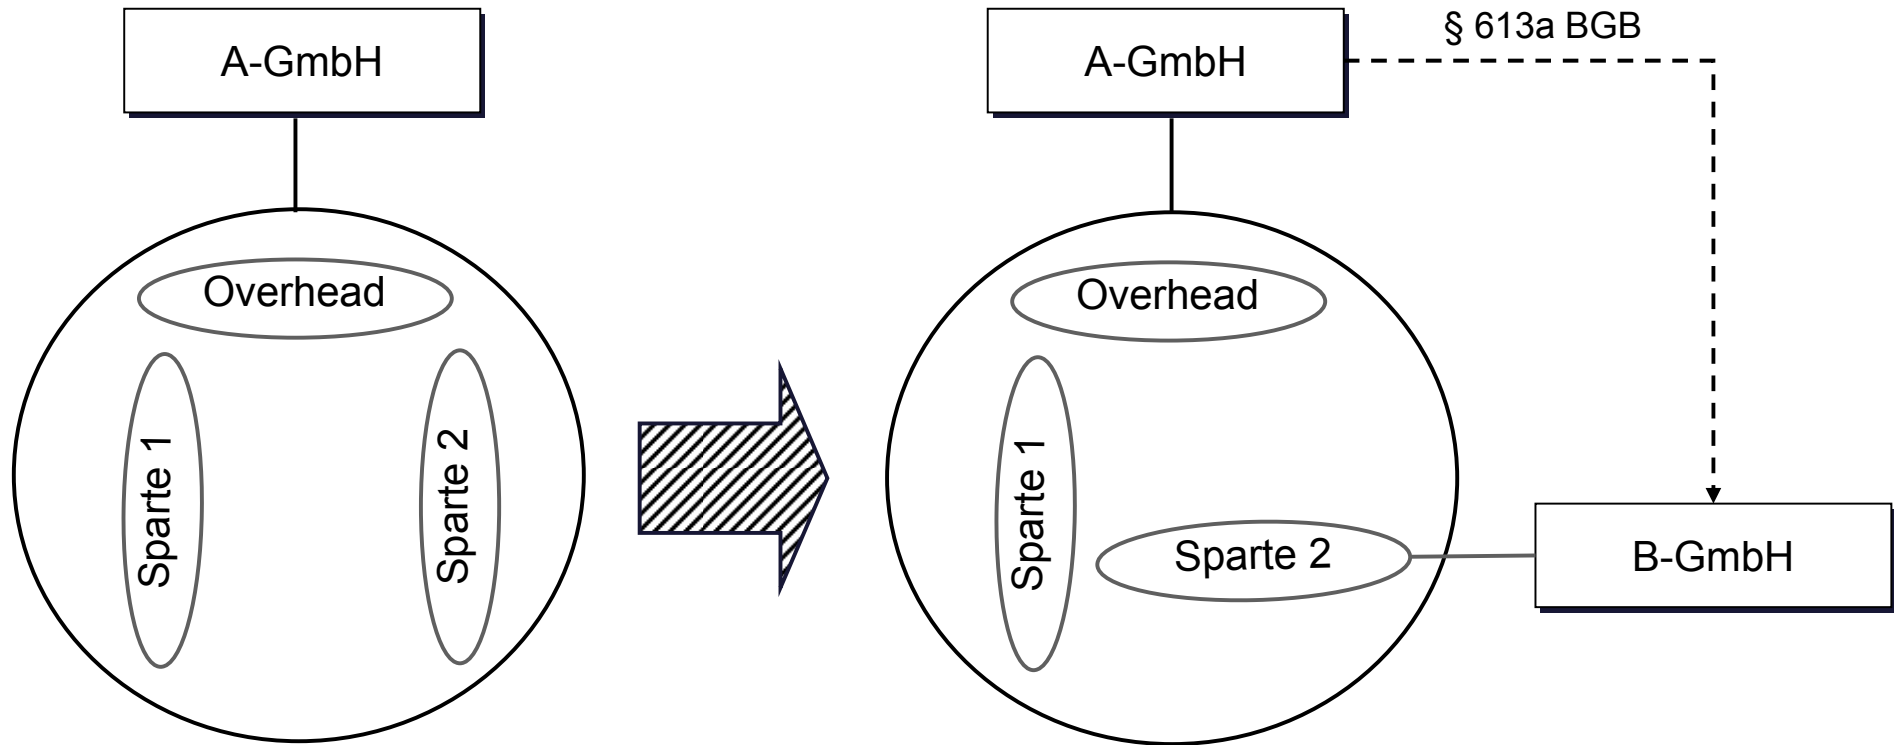 A-GmbH
Overhead
Sparte 1
Sparte 2
A-GmbH
§ 613a BGB
Overhead
Sparte 1
Sparte 2
B-GmbH